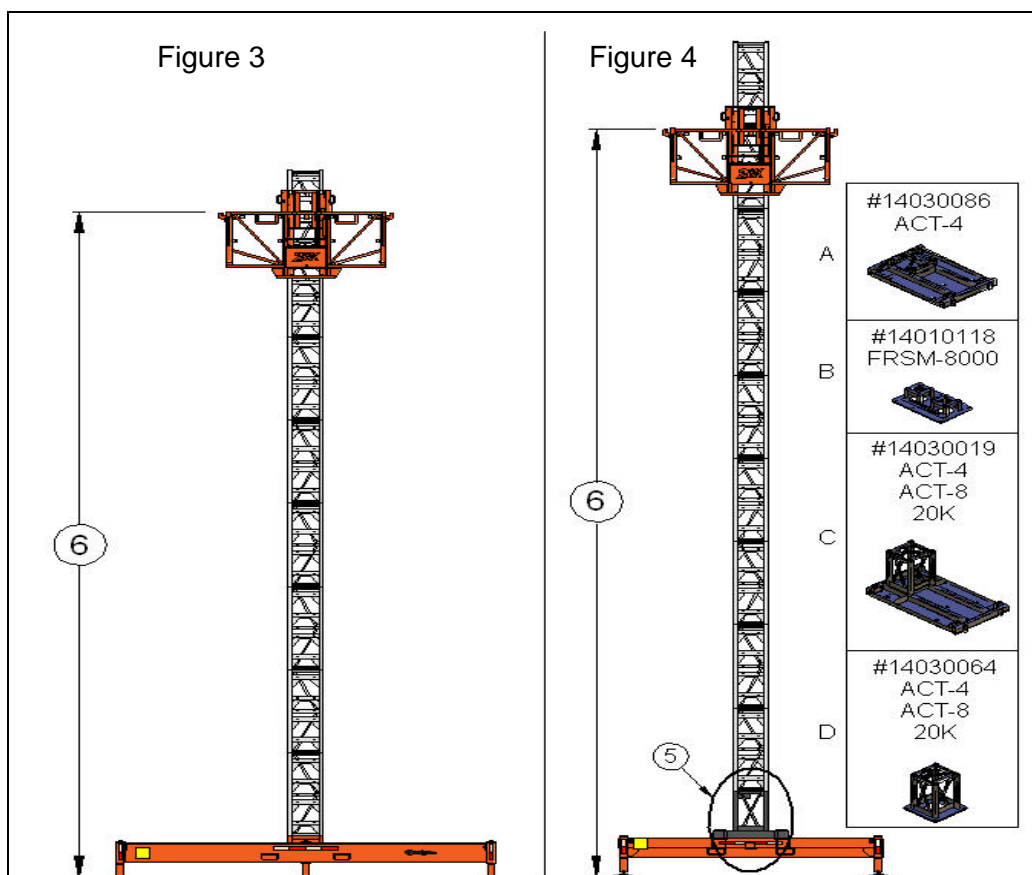 Figure 3
Figure 4
#14030086
ACT-4
A
#14010118
FRSM-8000
B
#14030019
ACT-4
ACT-8
20K
C
6
6
#14030064
ACT-4
ACT-8
20K
D
5